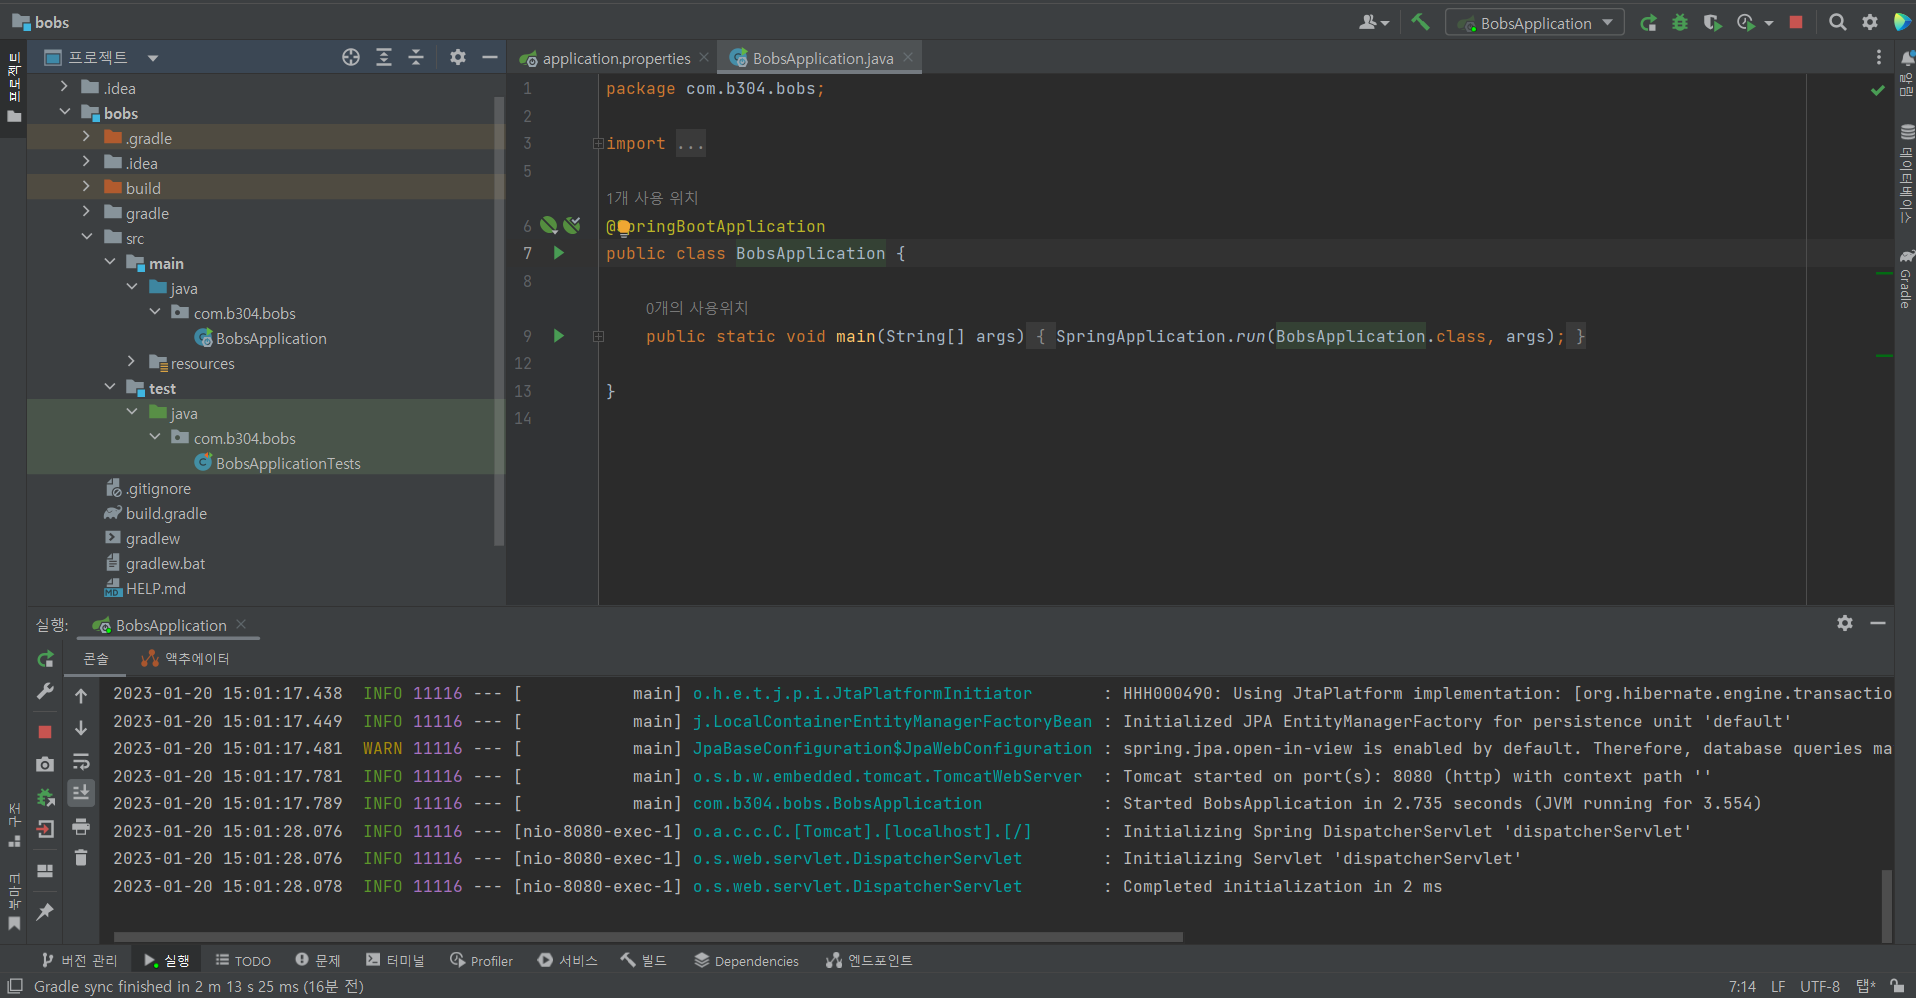 bobs
BobsApplication
프로젝트
프로젝트
application.properties
BobsApplication.java
.idea
bobs
.gradle
.idea
build
gradle
src
main
java
com.b304.bobs
BobsApplication
resources
test
java
com.b304.bobs
BobsApplicationTests
.gitignore
build.gradle
gradlew
gradlew.bat
HELP.md
1 package com.b304.bobs;
2
3 import ...
5
1개 사용 위치
6 @SpringBootApplication
7 public class BobsApplication {
8
0개의 사용위치
9 public static void main(String[] args) { SpringApplication.run(BobsApplication.class, args); }
12
13 }
14
알림
데이터베이스
Gradle
실행:
BobsApplication
콘솔
액추에이터
2023-01-20 15:01:17.438 INFO 11116 --- [ main] o.h.e.t.j.p.i.JtaPlatformInitiator : HHH000490: Using JtaPlatform implementation: [org.hibernate.engine.transactio
2023-01-20 15:01:17.449 INFO 11116 --- [ main] j.LocalContainerEntityManagerFactoryBean : Initialized JPA EntityManagerFactory for persistence unit 'default'
2023-01-20 15:01:17.481 WARN 11116 --- [ main] JpaBaseConfiguration$JpaWebConfiguration : spring.jpa.open-in-view is enabled by default. Therefore, database queries ma
2023-01-20 15:01:17.781 INFO 11116 --- [ main] o.s.b.w.embedded.tomcat.TomcatWebServer : Tomcat started on port(s): 8080 (http) with context path ''
2023-01-20 15:01:17.789 INFO 11116 --- [ main] com.b304.bobs.BobsApplication : Started BobsApplication in 2.735 seconds (JVM running for 3.554)
2023-01-20 15:01:28.076 INFO 11116 --- [nio-8080-exec-1] o.a.c.c.C.[Tomcat].[localhost].[/] : Initializing Spring DispatcherServlet 'dispatcherServlet'
2023-01-20 15:01:28.076 INFO 11116 --- [nio-8080-exec-1] o.s.web.servlet.DispatcherServlet : Initializing Servlet 'dispatcherServlet'
2023-01-20 15:01:28.078 INFO 11116 --- [nio-8080-exec-1] o.s.web.servlet.DispatcherServlet : Completed initialization in 2 ms
구조
북마크
버전 관리
실행
TODO
문제
터미널
Profiler
서비스
빌드
Dependencies
엔드포인트
Gradle sync finished in 2 m 13 s 25 ms (16분 전)
7:14 LF UTF-8 탭*